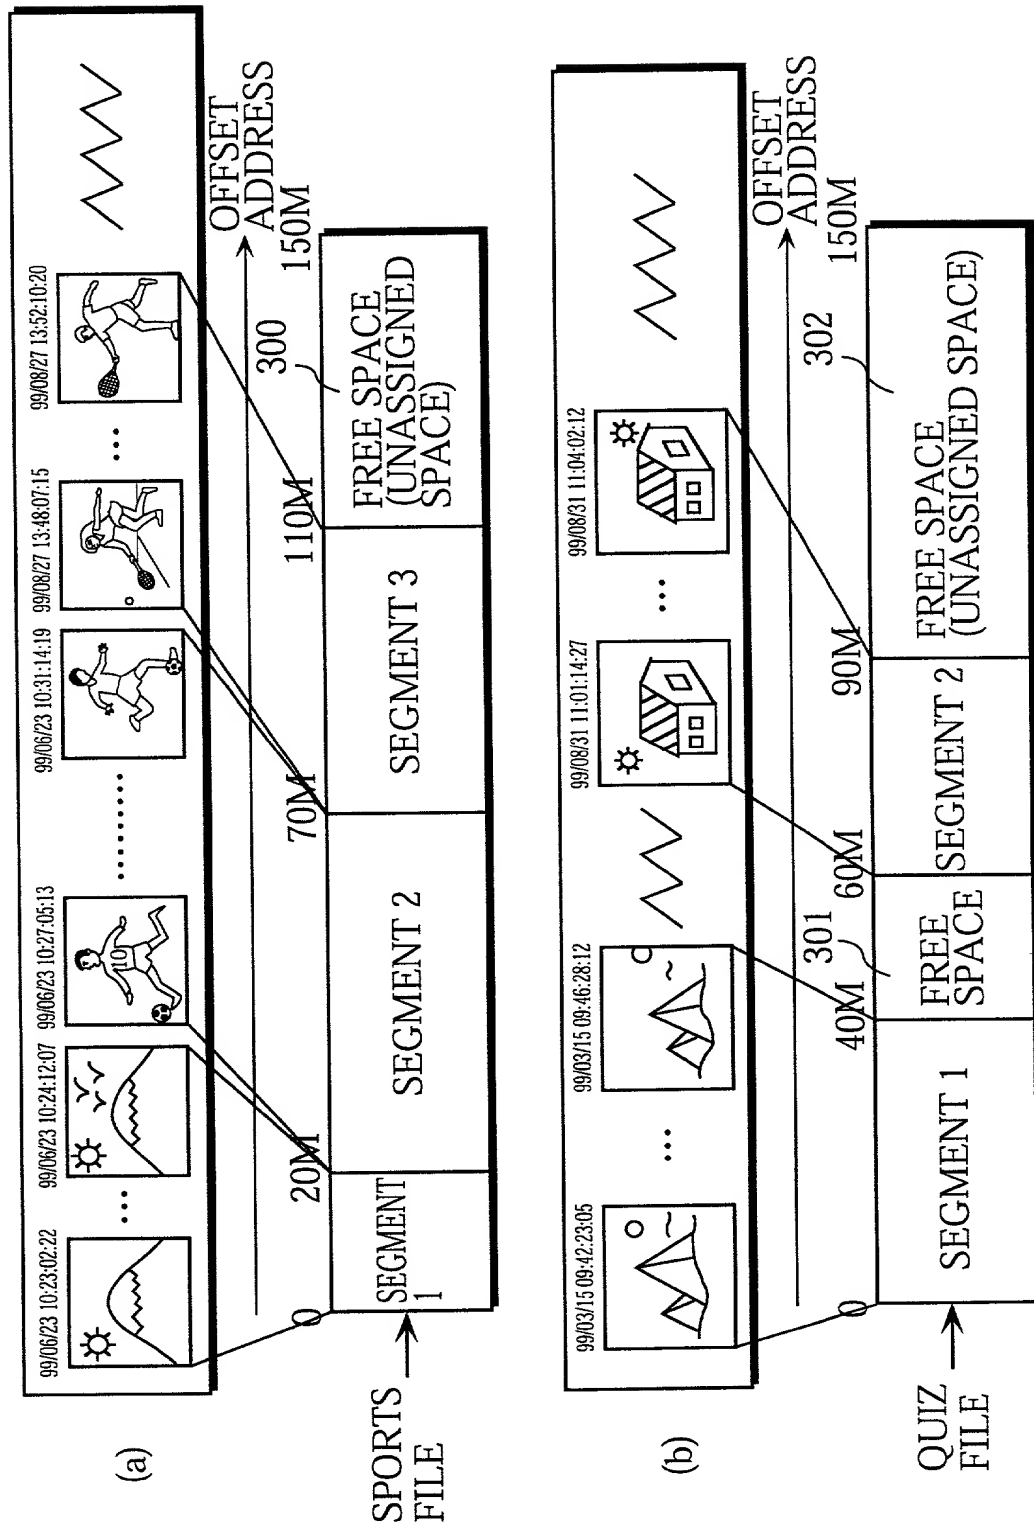 (a)
99/06/23 10:23:02:22
99/06/23 10:24:12:07
99/06/23 10:27:05:13
99/06/23 10:31:14:19
99/08/27 13:48:07:15
99/08/27 13:52:10:20
10
OFFSET
ADDRESS
0
20M
70M
110M
150M
300
SPORTS
FILE
SEGMENT
1
SEGMENT 2
SEGMENT 3
FREE SPACE
(UNASSIGNED
SPACE)
(b)
99/03/15 09:42:23:05
99/03/15 09:46:28:12
99/08/31 11:01:14:27
99/08/31 11:04:02:12
OFFSET
ADDRESS
0
40M
301
60M
90M
302
150M
QUIZ
FILE
SEGMENT 1
FREE
SPACE
SEGMENT 2
FREE SPACE
(UNASSIGNED SPACE)